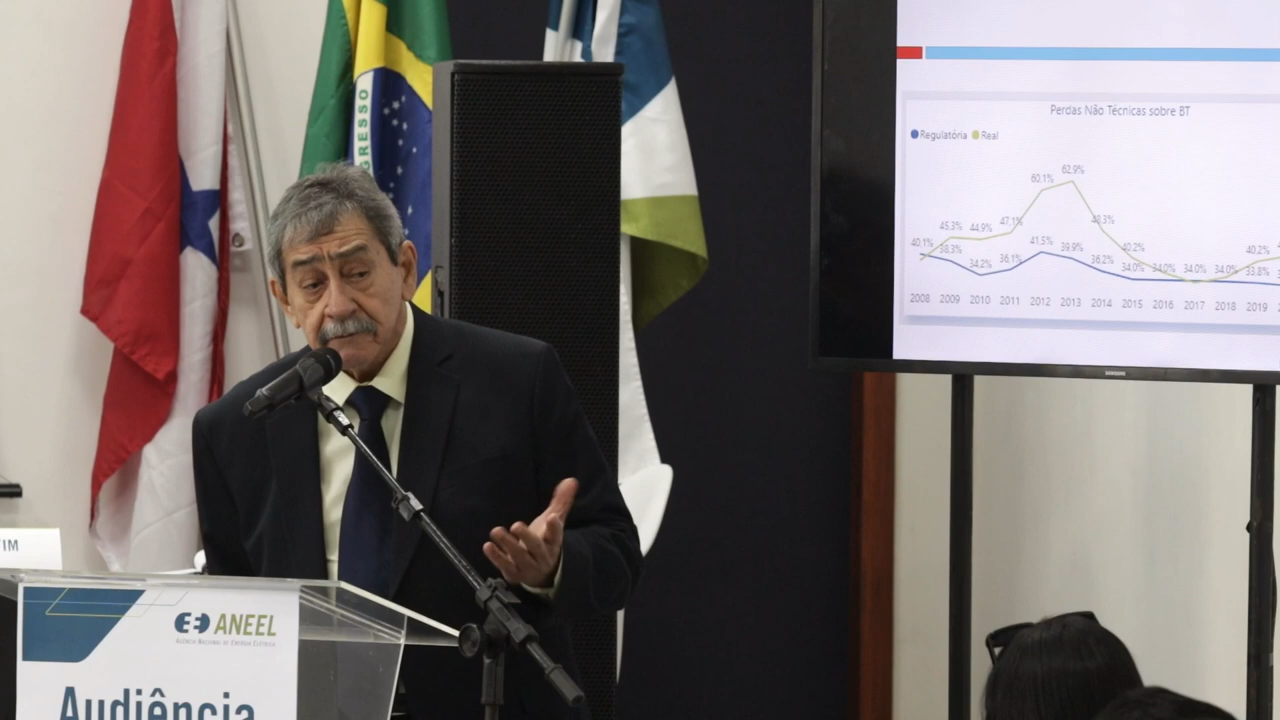 GRESSO
Perdas Não Técnicas sobre BT
Regulatória Real
62,9%
60,1%
48,3%
47,1%
45,3% 44,9%
41,5%
40,1% 39,9% 40,2% 40,2%
38,3% 36,1% 36,2%
34,2% 34,0% 34,0% 34,0% 34,0% 33,8%
2008 2009 2010 2011 2012 2013 2014 2015 2016 2017 2018 2019
SAMSUNG
TIM
ANEEL
AGÊNCIA NACIONAL DE ENERGIA ELÉTRICA
Audiência